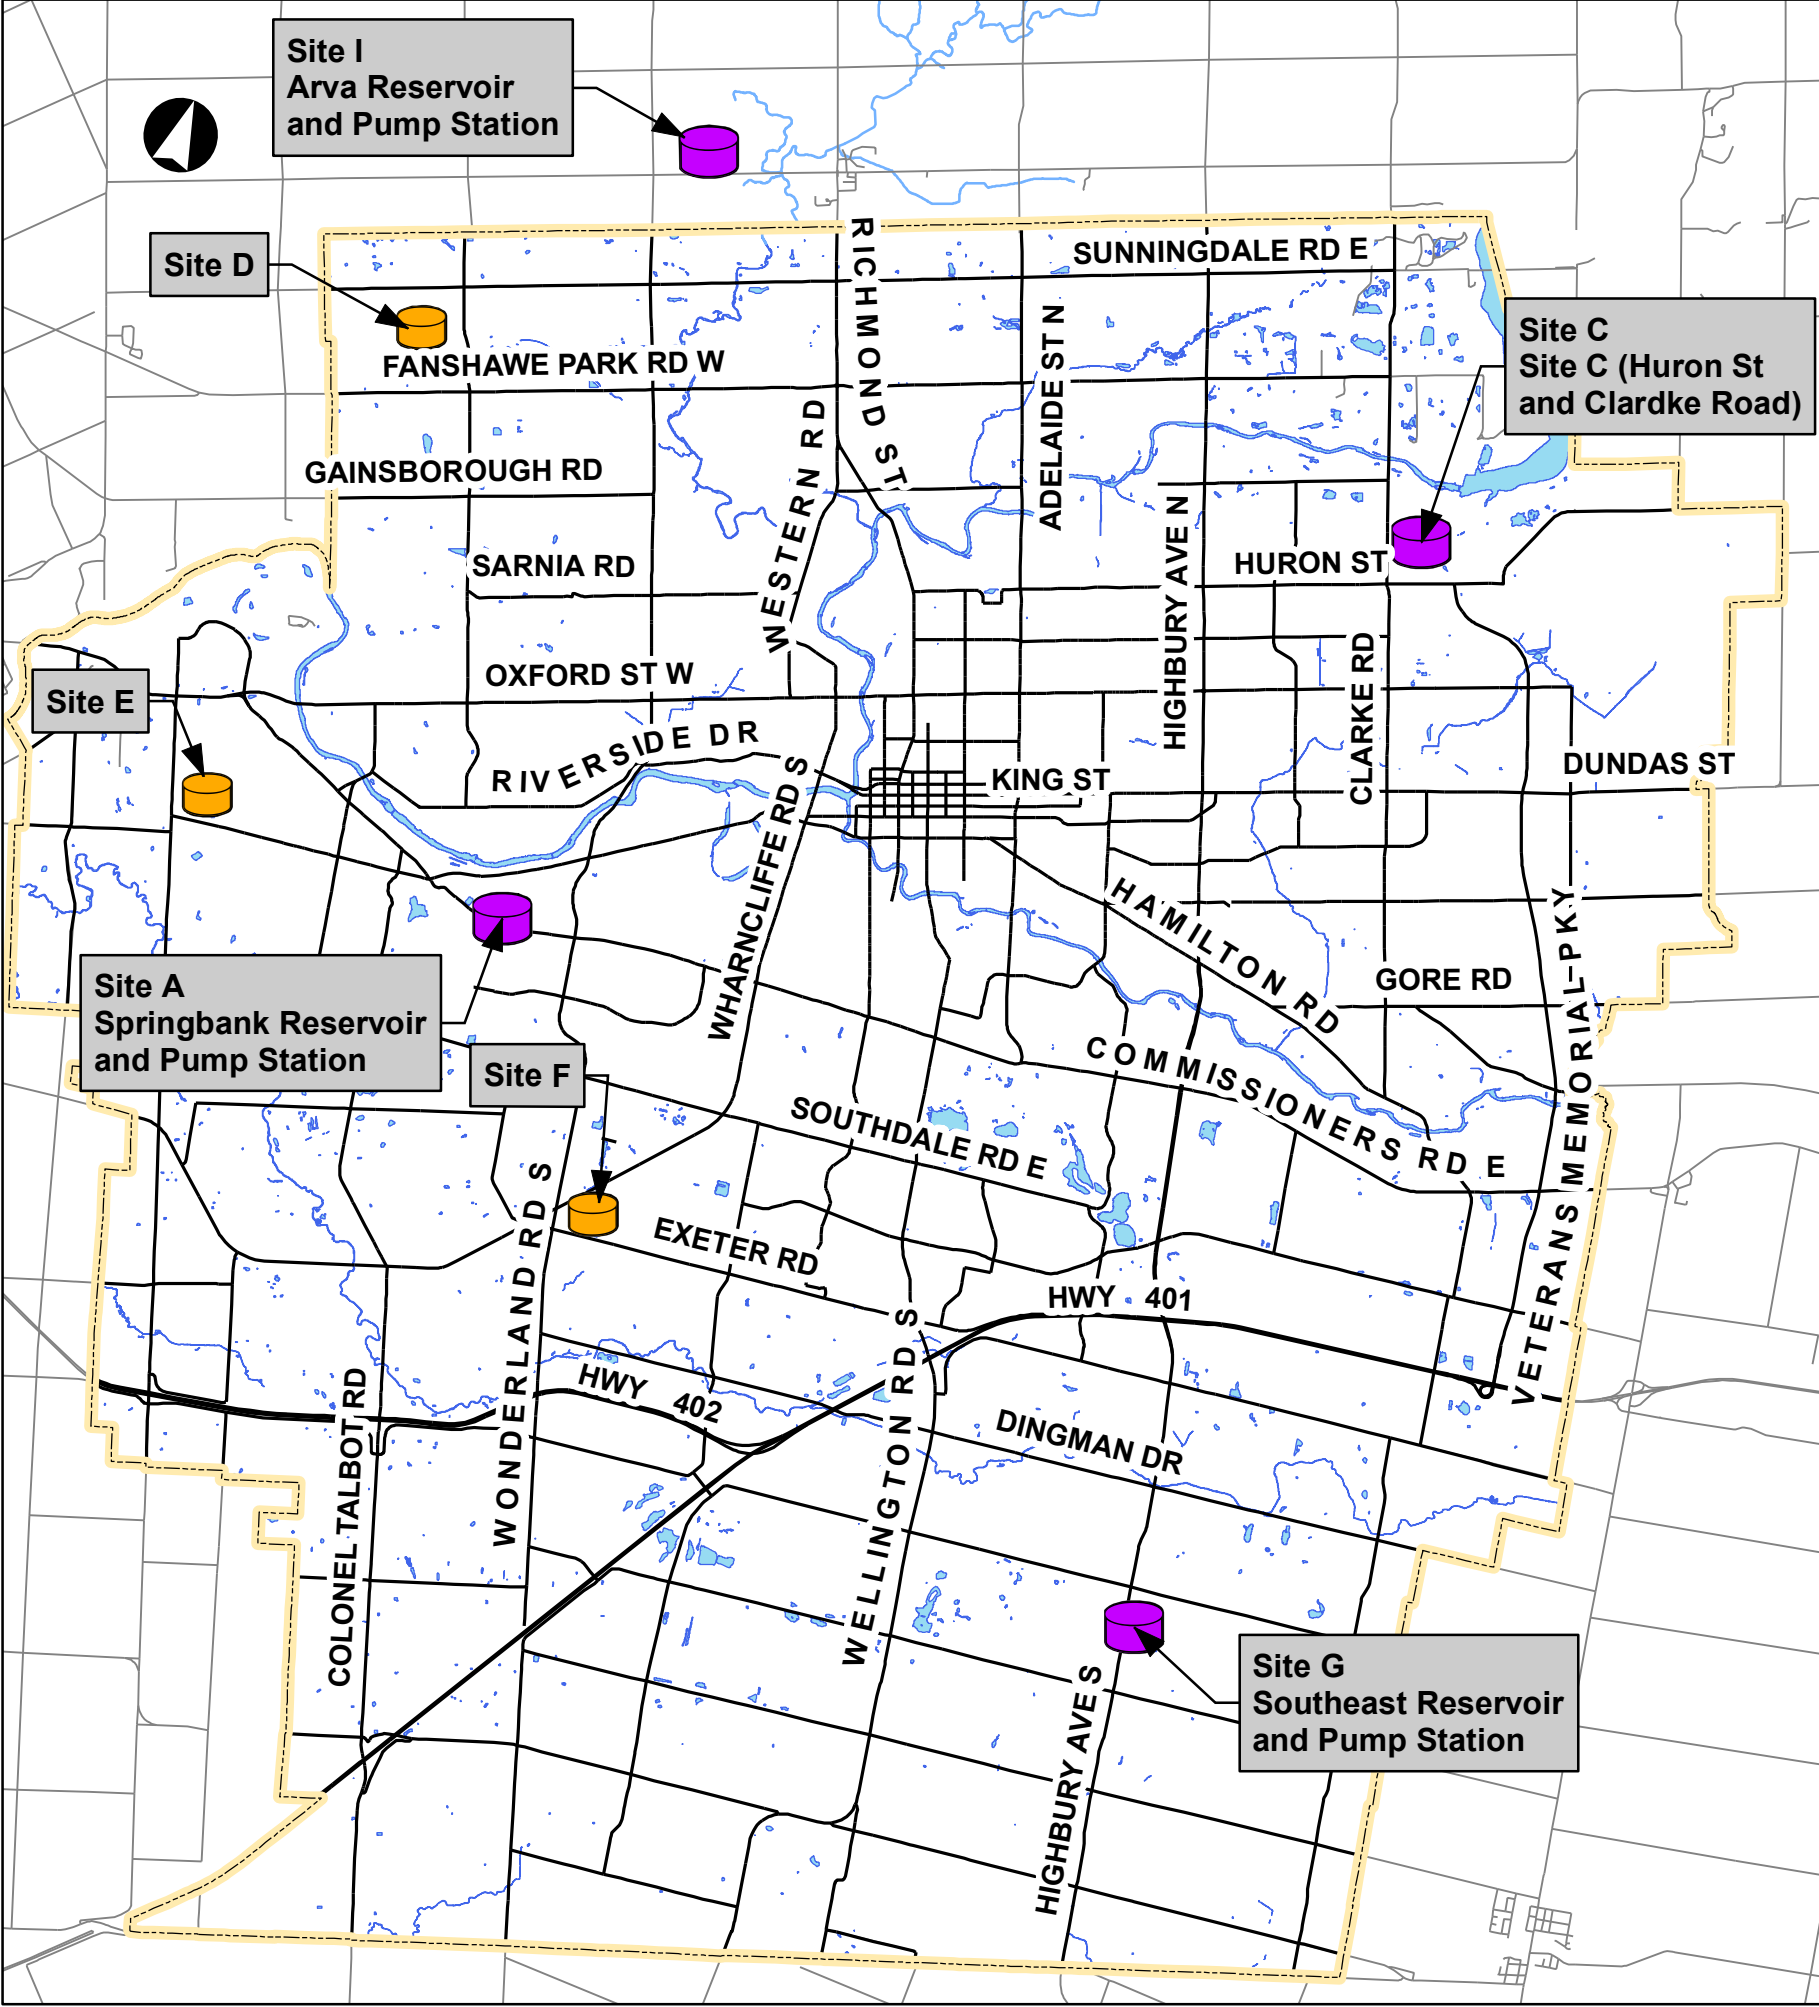 Site I
Arva Reservoir
and Pump Station
Site D
SUNNINGDALE RD E
RICHMOND ST
Site C
Site C (Huron St
and Clardke Road)
FANSHAWE PARK RD W
ADELAIDE ST N
WESTERN RD
GAINSBOROUGH RD
SARNIA RD
HURON ST
HIGHBURY AVE N
OXFORD ST W
Site E
CLARKE RD
RIVERSIDE DR
KING ST
DUNDAS ST
WHARNCLIFFE RD S
HAMILTON RD
GORE RD
VETERANS MEMORIAL PKY
Site A
Springbank Reservoir
and Pump Station
Site F
COMMISSIONERS RD E
SOUTHDALE RD E
WONDERLAND RD S
EXETER RD
HWY 401
HWY 402
COLONEL TALBOT RD
WELLINGTON RD S
DINGMAN DR
Site G
Southeast Reservoir
and Pump Station
HIGHBURY AVE S